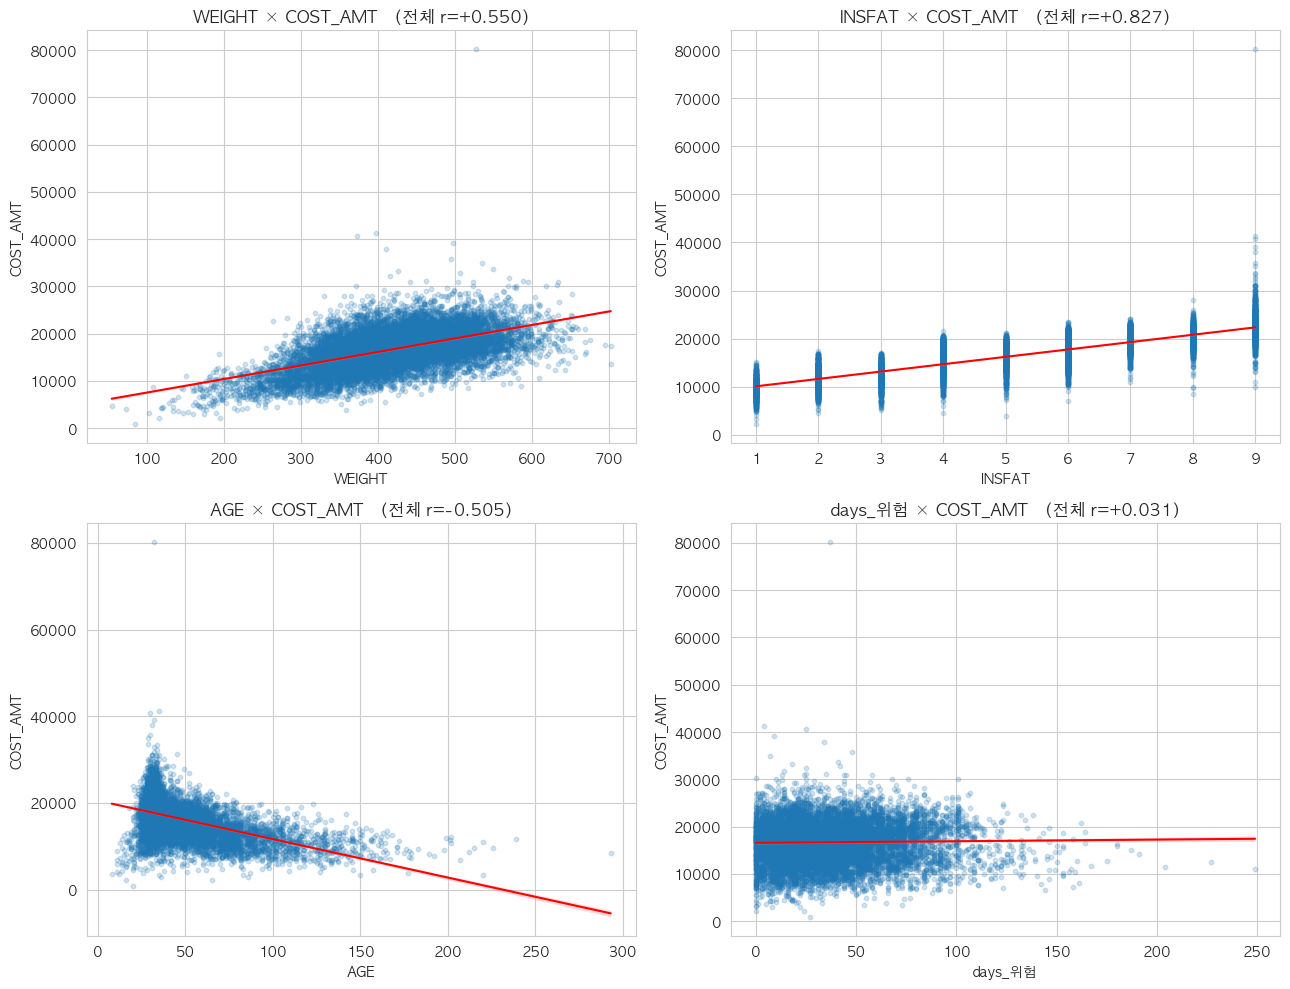 WEIGHT × COST_AMT (전체 r=+0.550)
COST_AMT
80000
70000
60000
50000
40000
30000
20000
10000
0
100 200 300 400 500 600 700
WEIGHT
INSFAT × COST_AMT (전체 r=+0.827)
COST_AMT
80000
70000
60000
50000
40000
30000
20000
10000
0
1 2 3 4 5 6 7 8 9
INSFAT
AGE × COST_AMT (전체 r=-0.505)
COST_AMT
80000
60000
40000
20000
0
0 50 100 150 200 250 300
AGE
days_위험 × COST_AMT (전체 r=+0.031)
COST_AMT
80000
70000
60000
50000
40000
30000
20000
10000
0
0 50 100 150 200 250
days_위험